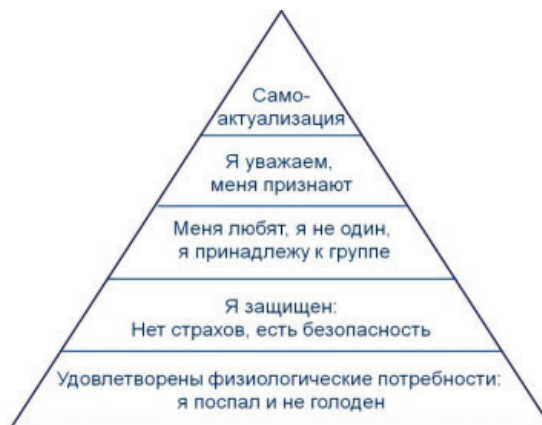 Само-
актуализация
Я уважаем,
меня признают
Меня любят, я не один,
я принадлежу к группе
Я защищен:
Нет страхов, есть безопасность
Удовлетворены физиологические потребности:
я поспал и не голоден